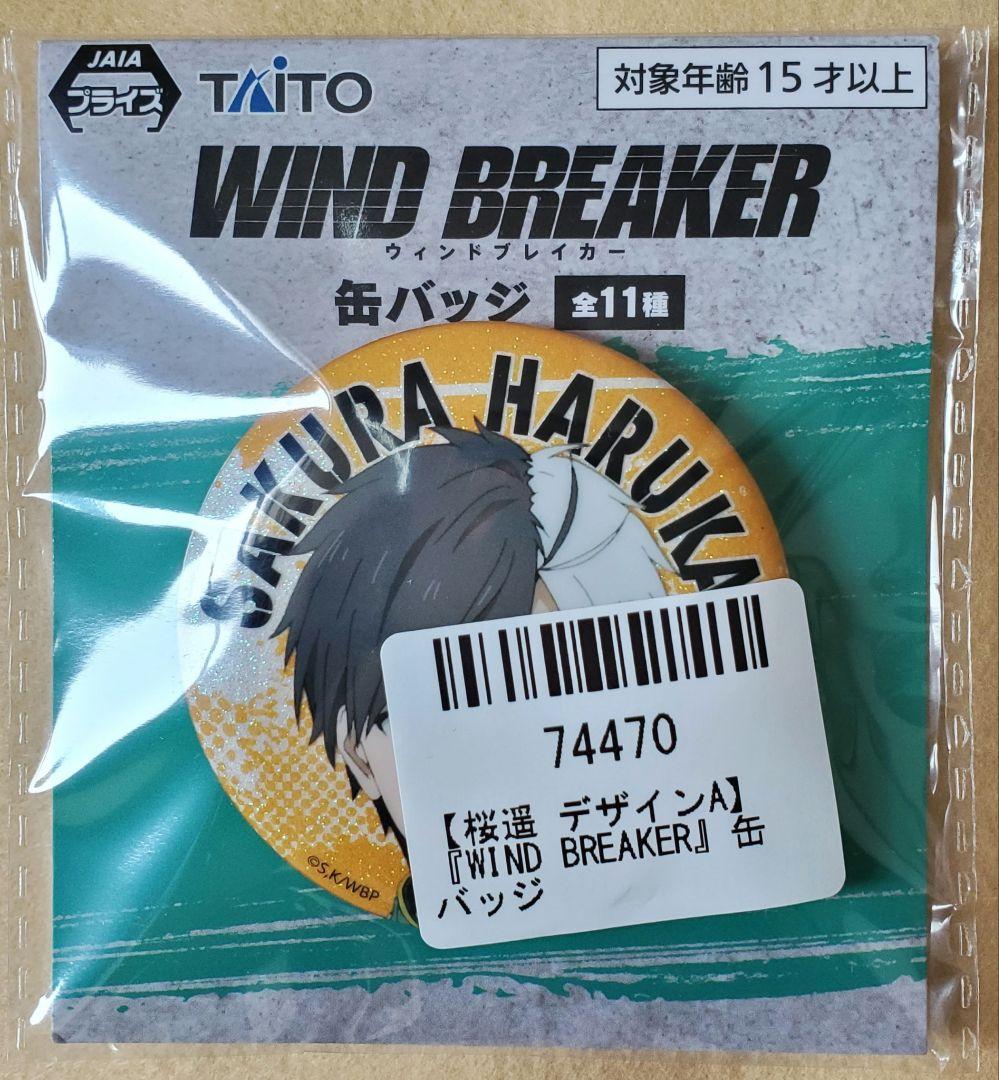 JAIA
プライズ
TAITO
対象年齢15才以上
WIND BREAKER
ウィンドブレイカー
缶バッジ 全11種
SAKURA HARUKA
74470
【桜遥 デザインA】
『WIND BREAKER』 缶
バッジ
©S,K/WBP